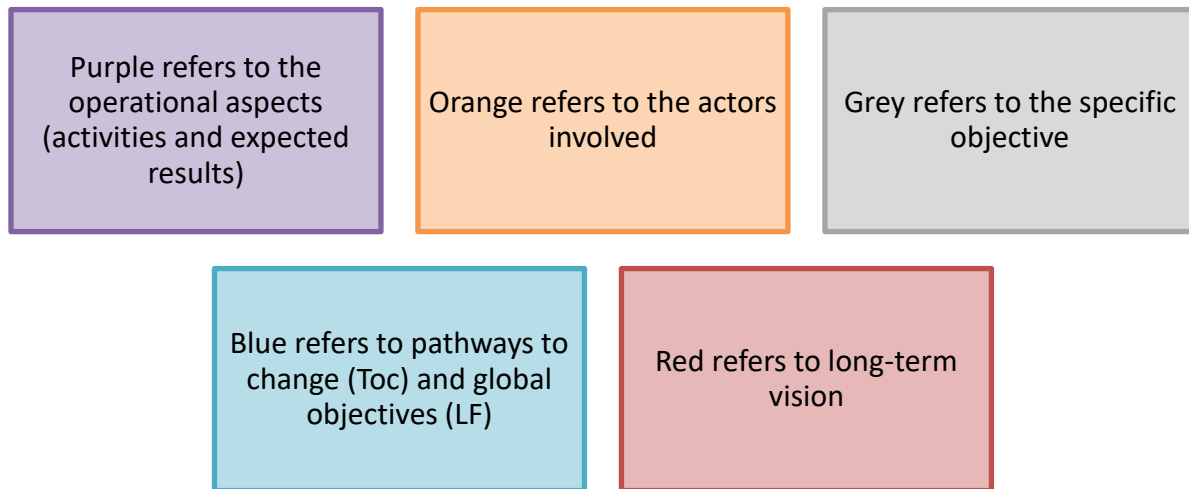 Purple refers to the
operational aspects
(activities and expected
results)
Orange refers to the actors
involved
Grey refers to the specific
objective
Blue refers to pathways to
change (Toc) and global
objectives (LF)
Red refers to long-term
vision